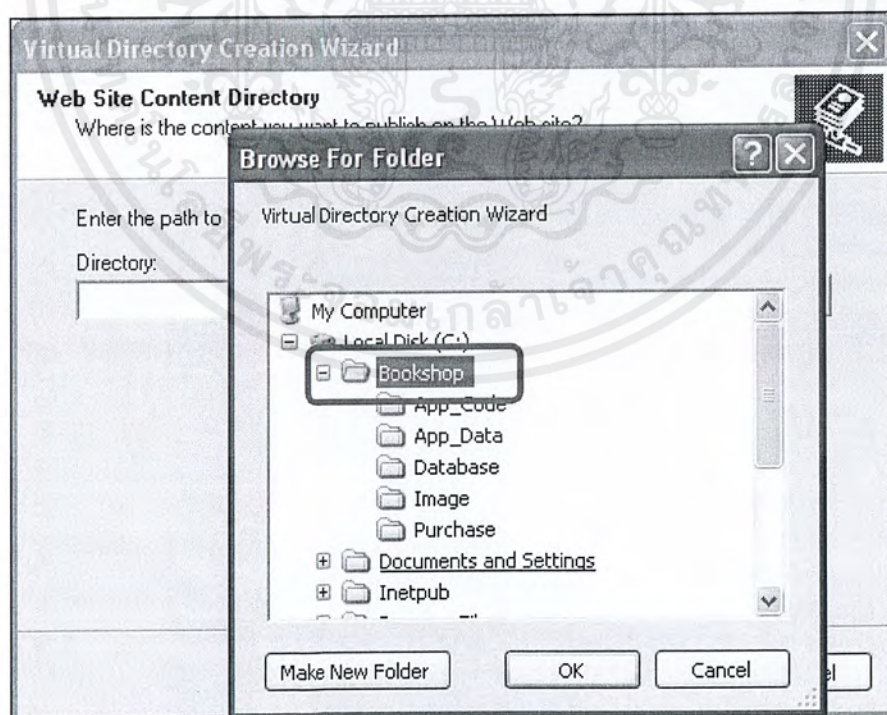 Virtual Directory Creation Wizard
Web Site Content Directory
Where is the content you want to publish on the Web site?
Browse For Folder
Enter the path to
Virtual Directory Creation Wizard
Directory:
My Computer
Local Disk (C:)
Bookshop
App_Code
App_Data
Database
Image
Purchase
Documents and Settings
Inetpub
Make New Folder
OK
Cancel